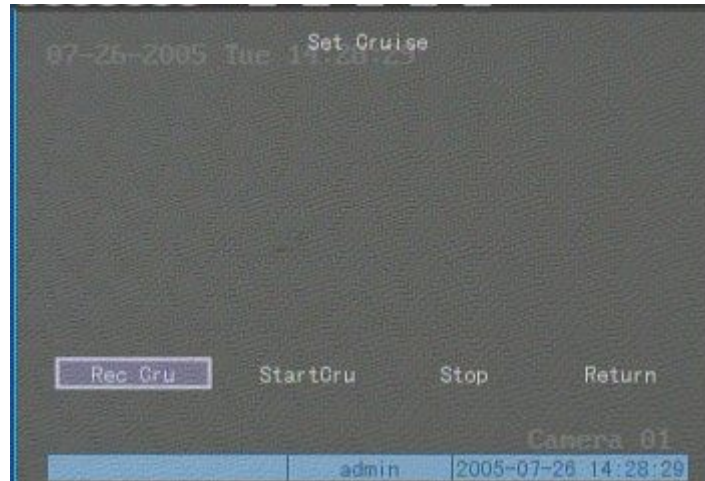 Set Cruise
07-26-2005 Tue 14:28:29
Rec Cru StartCru Stop Return
Camera 01
admin 2005-07-26 14:28:29